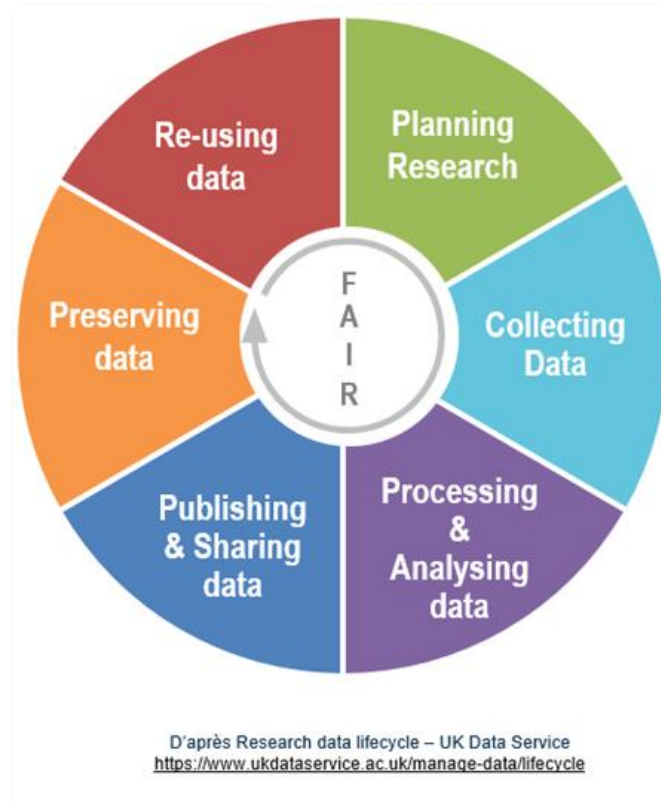 Re-using
data
Planning
Research
Preserving
data
F
A
I
R
Collecting
Data
Publishing
& Sharing
data
Processing
&
Analysing
data
D'après Research data lifecycle – UK Data Service
https://www.ukdataservice.ac.uk/manage-data/lifecycle